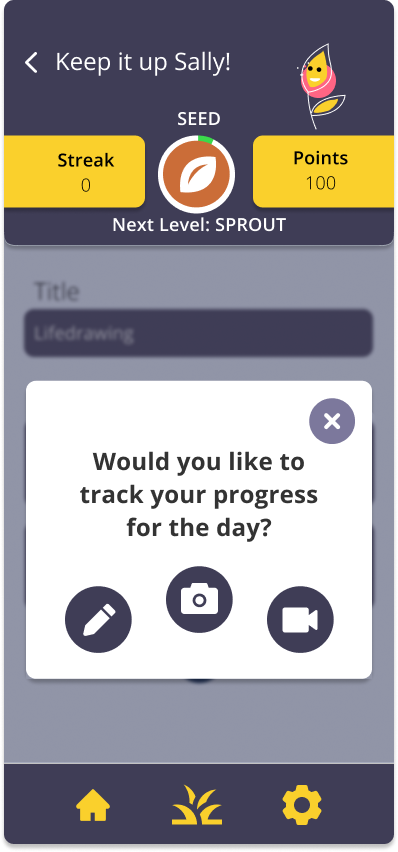 Keep it up Sally!
SEED
Streak
0
Points
100
Next Level: SPROUT
Title
Lifedrawing
Would you like to
track your progress
for the day?